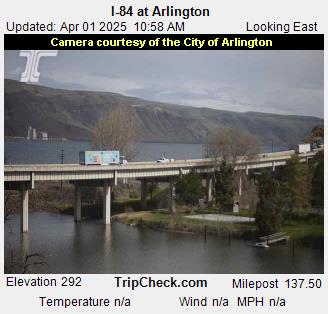 I-84 at Arlington
Updated: Apr 01 2025 10:58 AM Looking East
Camera courtesy of the City of Arlington
Elevation 292 TripCheck.com Milepost 137.50
Temperature n/a Wind n/a MPH n/a